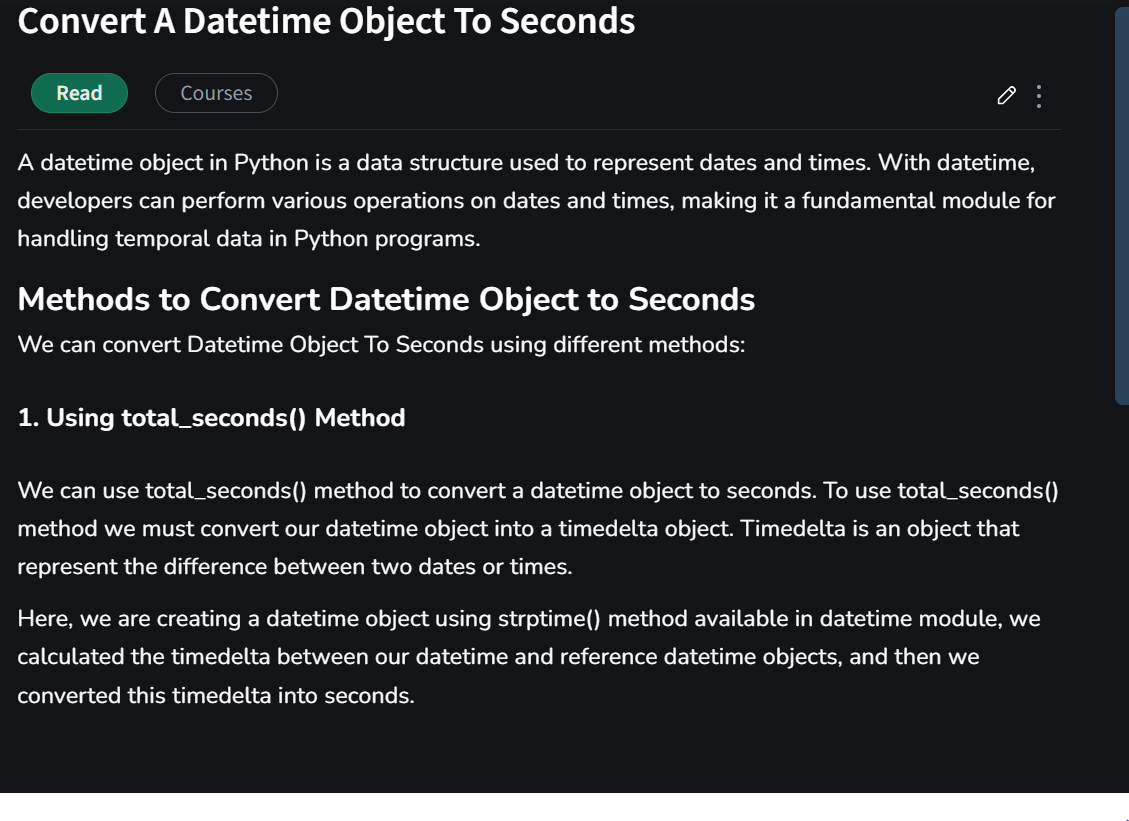 Convert A Datetime Object To Seconds
Read
Courses
A datetime object in Python is a data structure used to represent dates and times. With datetime,
developers can perform various operations on dates and times, making it a fundamental module for
handling temporal data in Python programs.
Methods to Convert Datetime Object to Seconds
We can convert Datetime Object To Seconds using different methods:
1. Using total_seconds() Method
We can use total_seconds() method to convert a datetime object to seconds. To use total_seconds()
method we must convert our datetime object into a timedelta object. Timedelta is an object that
represent the difference between two dates or times.
Here, we are creating a datetime object using strptime() method available in datetime module, we
calculated the timedelta between our datetime and reference datetime objects, and then we
converted this timedelta into seconds.